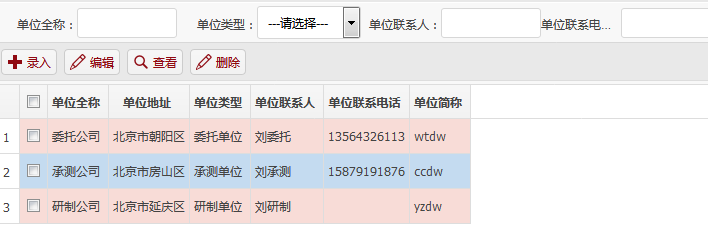 单位全称： 单位类型： ---请选择--- 单位联系人： 单位联系电...
录入 编辑 查看 删除
单位全称 单位地址 单位类型 单位联系人 单位联系电话 单位简称
1 委托公司 北京市朝阳区 委托单位 刘委托 13564326113 wtdw
2 承测公司 北京市房山区 承测单位 刘承测 15879191876 ccdw
3 研制公司 北京市延庆区 研制单位 刘研制 yzdw